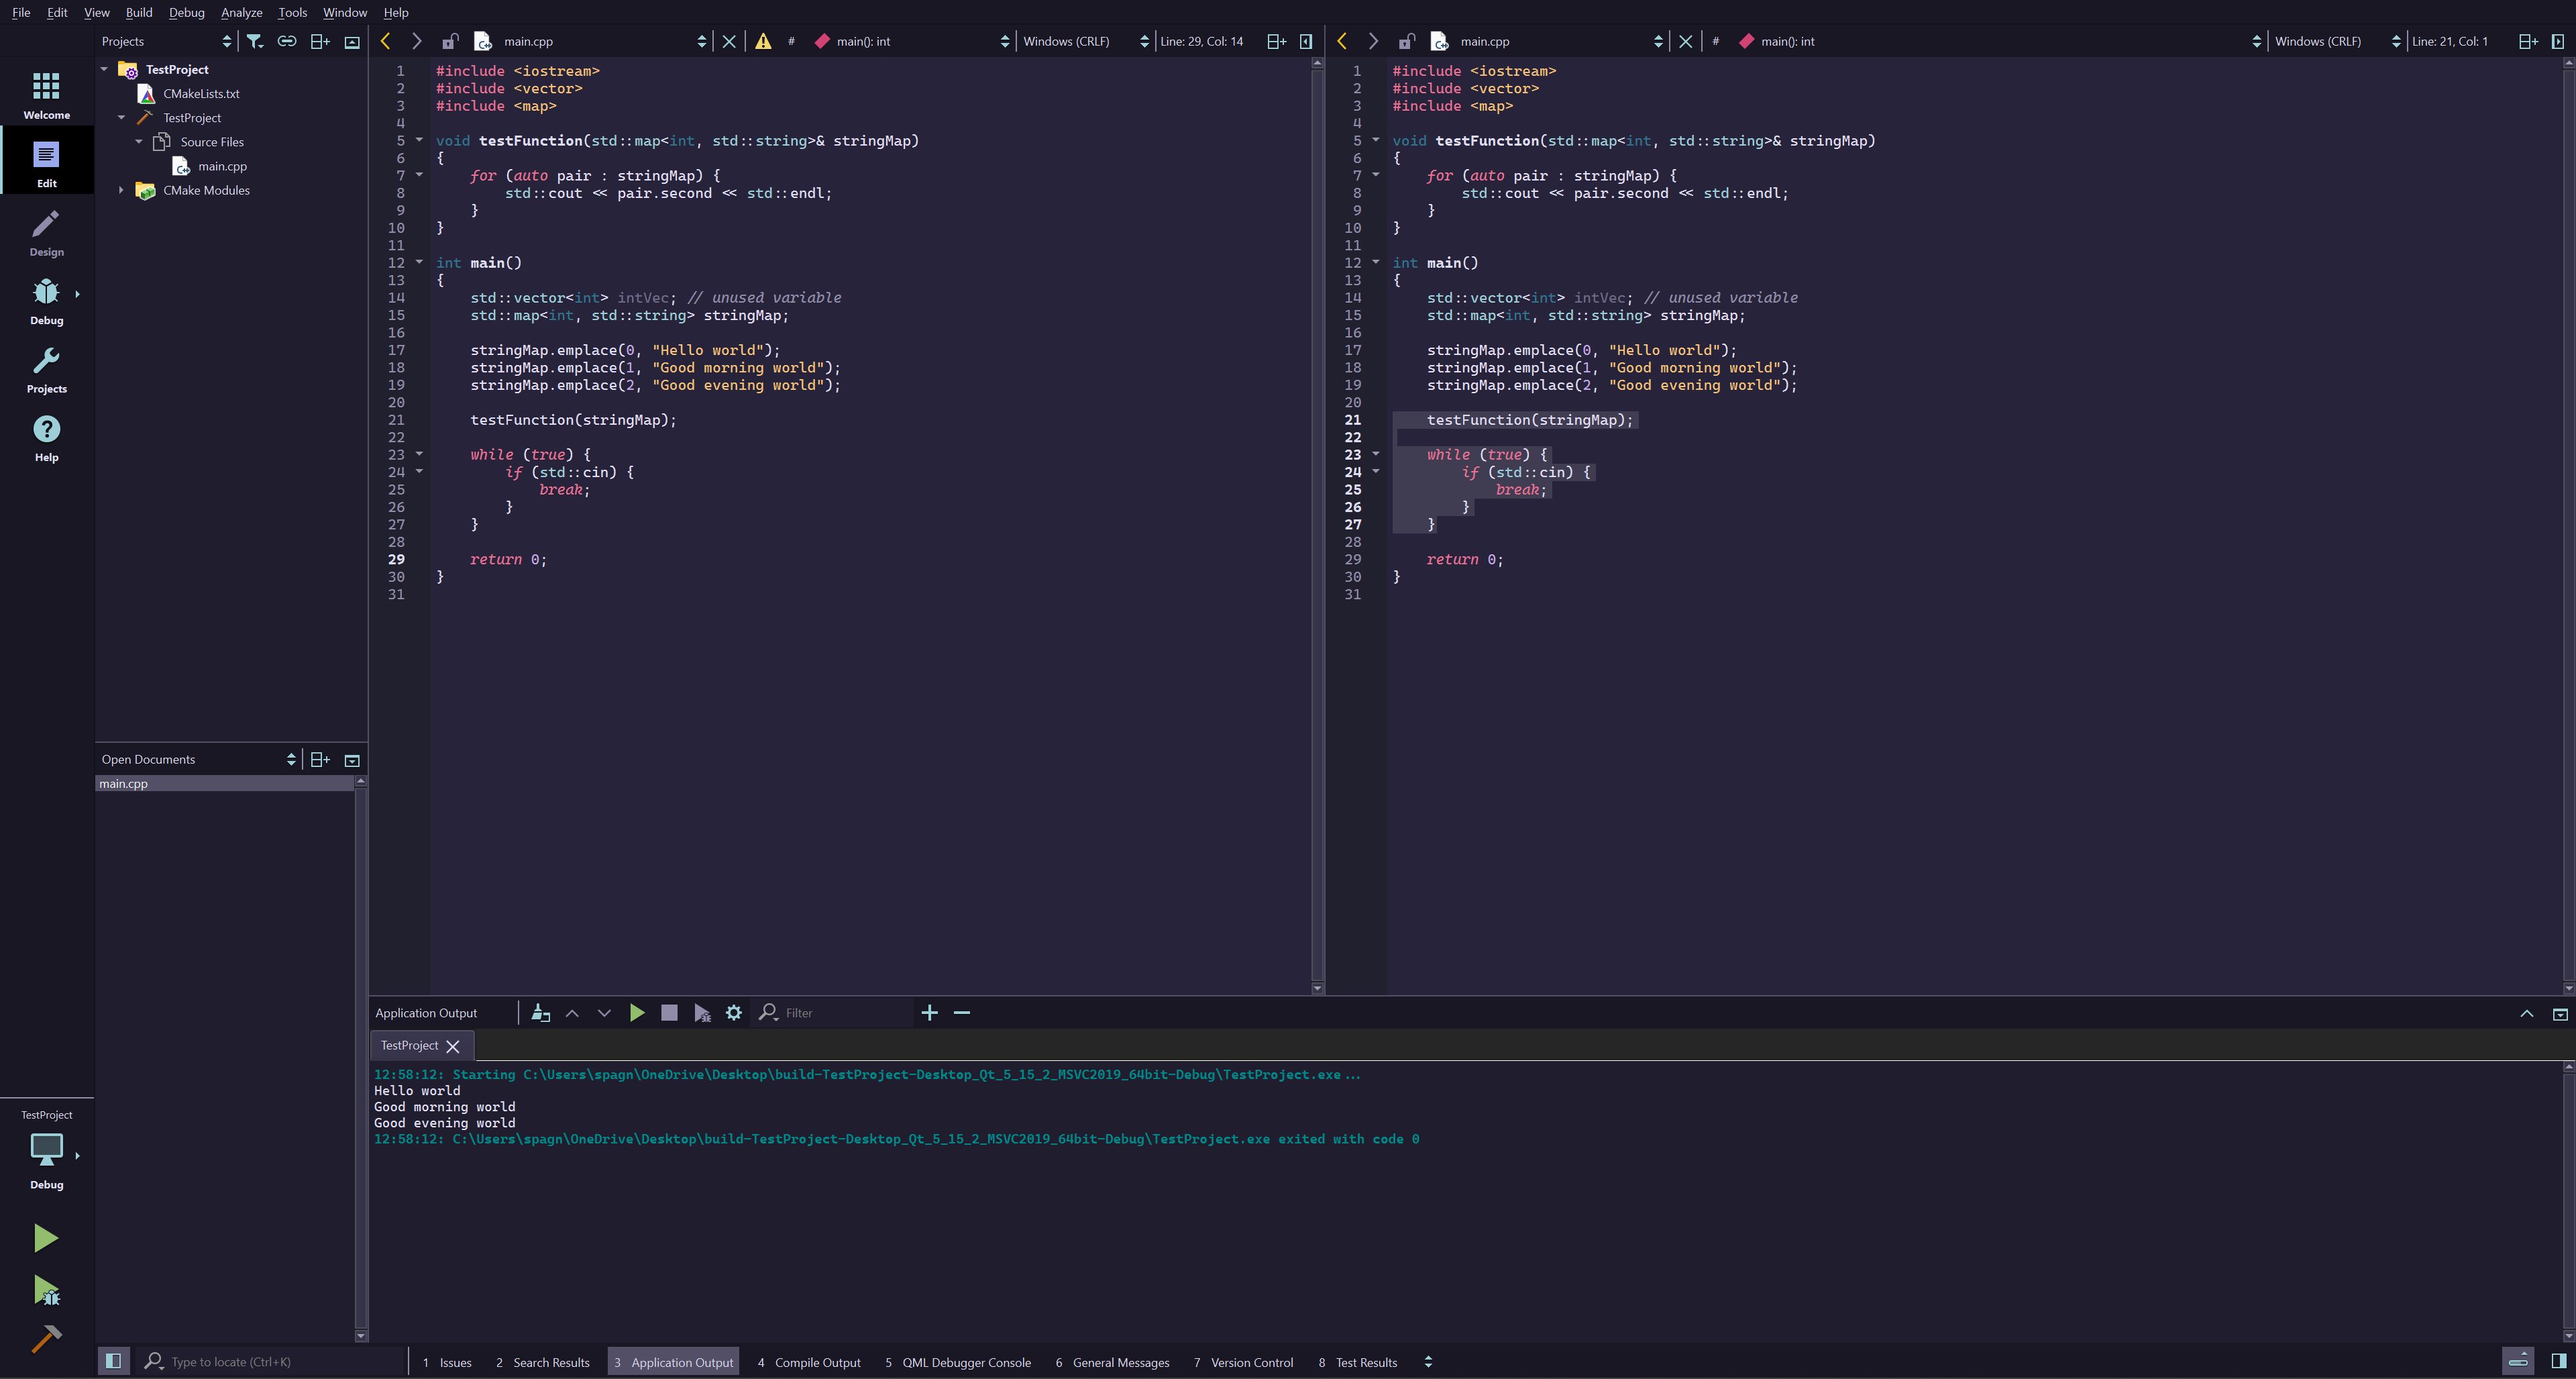 File Edit View Build Debug Analyze Tools Window Help
Projects
main.cpp
# main(): int
Windows (CRLF)
Line: 29, Col: 14
main.cpp
# main(): int
Windows (CRLF)
Line: 21, Col: 1
Welcome
Edit
Design
Debug
Projects
Help
TestProject
CMakeLists.txt
TestProject
Source Files
main.cpp
CMake Modules
Open Documents
main.cpp
1 #include <iostream>
2 #include <vector>
3 #include <map>
4
5 void testFunction(std::map<int, std::string>& stringMap)
6 {
7 for (auto pair : stringMap) {
8 std::cout << pair.second << std::endl;
9 }
10 }
11
12 int main()
13 {
14 std::vector<int> intVec; // unused variable
15 std::map<int, std::string> stringMap;
16
17 stringMap.emplace(0, "Hello world");
18 stringMap.emplace(1, "Good morning world");
19 stringMap.emplace(2, "Good evening world");
20
21 testFunction(stringMap);
22
23 while (true) {
24 if (std::cin) {
25 break;
26 }
27 }
28
29 return 0;
30 }
31
1 #include <iostream>
2 #include <vector>
3 #include <map>
4
5 void testFunction(std::map<int, std::string>& stringMap)
6 {
7 for (auto pair : stringMap) {
8 std::cout << pair.second << std::endl;
9 }
10 }
11
12 int main()
13 {
14 std::vector<int> intVec; // unused variable
15 std::map<int, std::string> stringMap;
16
17 stringMap.emplace(0, "Hello world");
18 stringMap.emplace(1, "Good morning world");
19 stringMap.emplace(2, "Good evening world");
20
21 testFunction(stringMap);
22
23 while (true) {
24 if (std::cin) {
25 break;
26 }
27 }
28
29 return 0;
30 }
31
Application Output
Filter
TestProject
12:58:12: Starting C:\Users\spagn\OneDrive\Desktop\build-TestProject-Desktop_Qt_5_15_2_MSVC2019_64bit-Debug\TestProject.exe...
Hello world
Good morning world
Good evening world
12:58:12: C:\Users\spagn\OneDrive\Desktop\build-TestProject-Desktop_Qt_5_15_2_MSVC2019_64bit-Debug\TestProject.exe exited with code 0
TestProject
Debug
Type to locate (Ctrl+K)
1 Issues 2 Search Results 3 Application Output 4 Compile Output 5 QML Debugger Console 6 General Messages 7 Version Control 8 Test Results